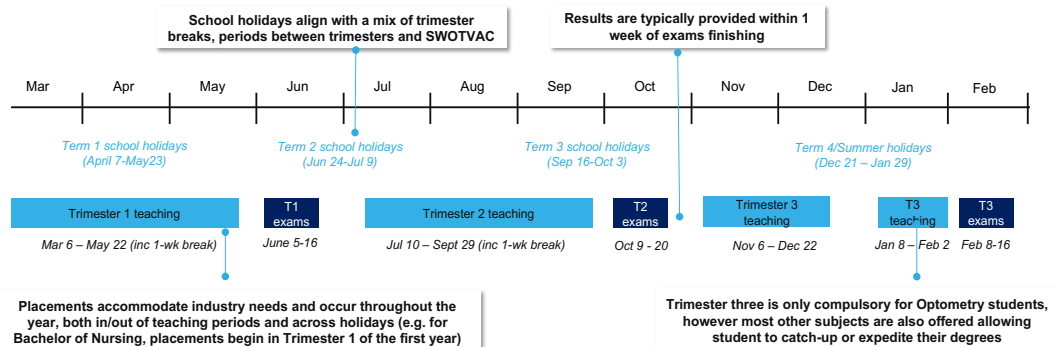 School holidays align with a mix of trimester
breaks, periods between trimesters and SWOTVAC
Results are typically provided within 1
week of exams finishing
Mar
Apr
May
Jun
Jul
Aug
Sep
Oct
Nov
Dec
Jan
Feb
Term 1 school holidays
(April 7-May23)
Term 2 school holidays
(Jun 24-Jul 9)
Term 3 school holidays
(Sep 16-Oct 3)
Term 4/Summer holidays
(Dec 21 – Jan 29)
Trimester 1 teaching
T1
exams
Trimester 2 teaching
T2
exams
Trimester 3
teaching
T3
teaching
T3
exams
Mar 6 – May 22 (inc 1-wk break)
June 5-16
Jul 10 – Sept 29 (inc 1-wk break)
Oct 9 - 20
Nov 6 – Dec 22
Jan 8 – Feb 2
Feb 8-16
Placements accommodate industry needs and occur throughout the
year, both in/out of teaching periods and across holidays (e.g. for
Bachelor of Nursing, placements begin in Trimester 1 of the first year)
Trimester three is only compulsory for Optometry students,
however most other subjects are also offered allowing
student to catch-up or expedite their degrees